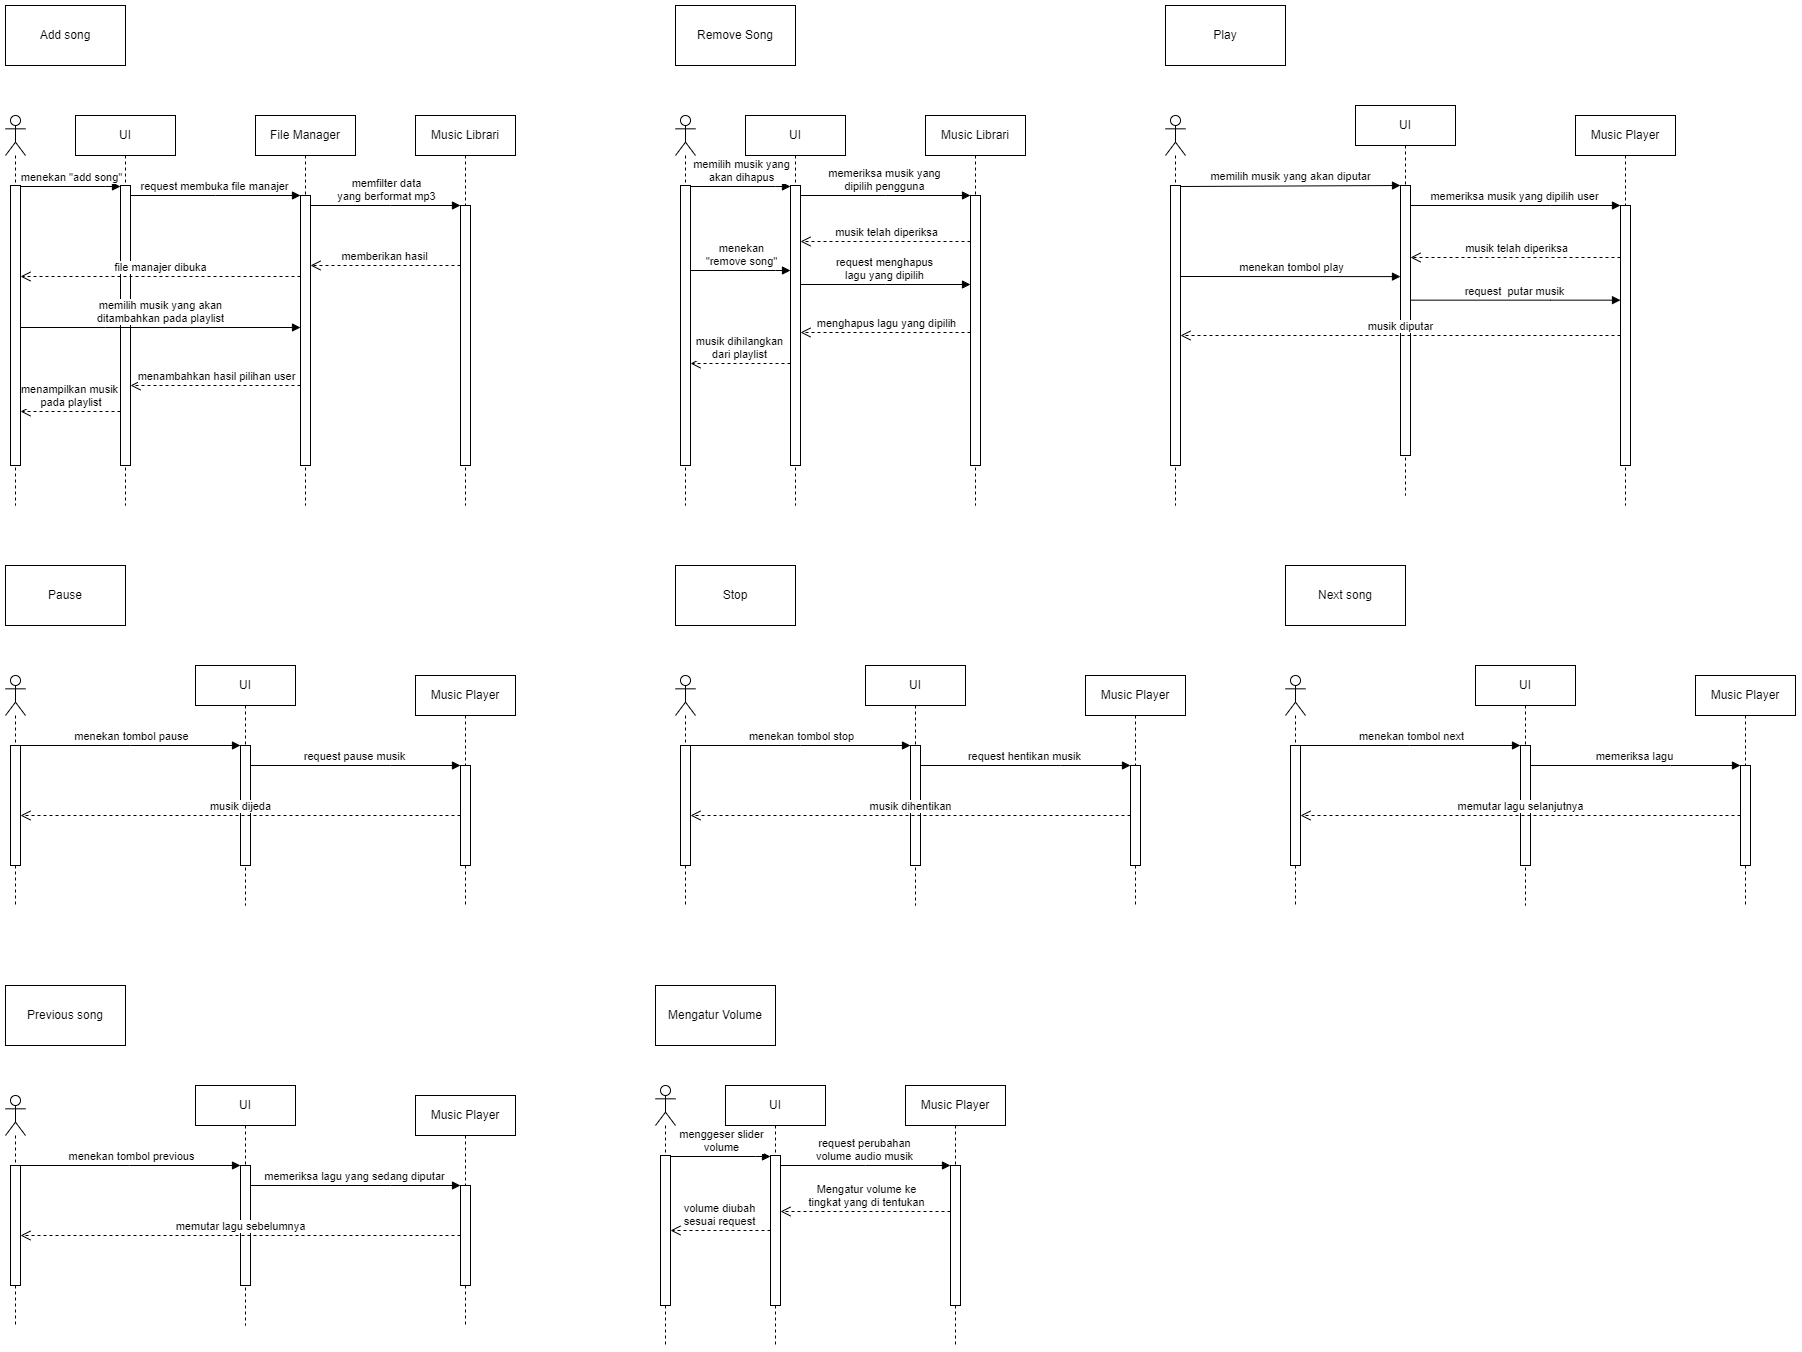 Add song
UI
File Manager
Music Librari
menekan "add song"
request membuka file manajer
memfilter data
yang berformat mp3
memberikan hasil
file manajer dibuka
memilih musik yang akan
ditambahkan pada playlist
menambahkan hasil pilihan user
menampilkan musik
pada playlist
Remove Song
UI
Music Librari
memilih musik yang
akan dihapus
memeriksa musik yang
dipilih pengguna
musik telah diperiksa
menekan
"remove song"
request menghapus
lagu yang dipilih
menghapus lagu yang dipilih
musik dihilangkan
dari playlist
Play
UI
Music Player
memilih musik yang akan diputar
memeriksa musik yang dipilih user
musik telah diperiksa
menekan tombol play
request  putar musik
musik diputar
Pause
UI
Music Player
menekan tombol pause
request pause musik
musik dijeda
Stop
UI
Music Player
menekan tombol stop
request hentikan musik
musik dihentikan
Next song
UI
Music Player
menekan tombol next
memeriksa lagu
memutar lagu selanjutnya
Previous song
UI
Music Player
menekan tombol previous
memeriksa lagu yang sedang diputar
memutar lagu sebelumnya
Mengatur Volume
UI
Music Player
menggeser slider
volume
request perubahan
volume audio musik
Mengatur volume ke
tingkat yang di tentukan
volume diubah
sesuai request